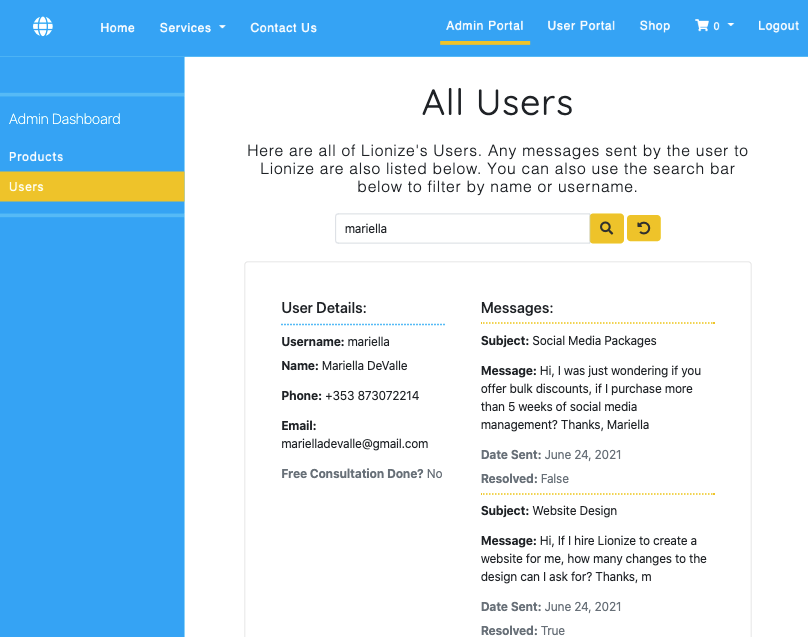 Home Services Contact Us Admin Portal User Portal Shop 0 Logout
Admin Dashboard
Products
Users
All Users
Here are all of Lionize's Users. Any messages sent by the user to
Lionize are also listed below. You can also use the search bar
below to filter by name or username.
mariella
User Details:
Username: mariella
Name: Mariella DeValle
Phone: +353 873072214
Email:
marielladevalle@gmail.com
Free Consultation Done? No
Messages:
Subject: Social Media Packages
Message: Hi, I was just wondering if you
offer bulk discounts, if I purchase more
than 5 weeks of social media
management? Thanks, Mariella
Date Sent: June 24, 2021
Resolved: False
Subject: Website Design
Message: Hi, If I hire Lionize to create a
website for me, how many changes to the
design can I ask for? Thanks, m
Date Sent: June 24, 2021
Resolved: True